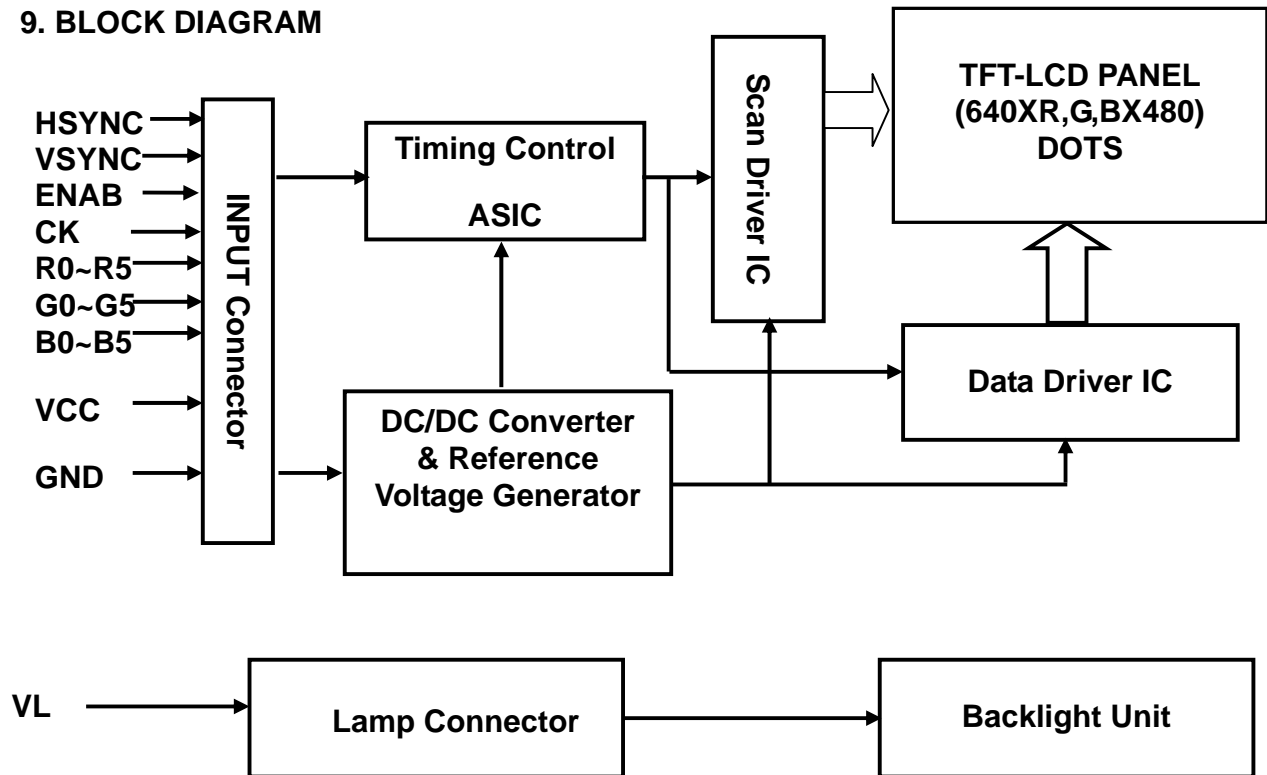 9. BLOCK DIAGRAM
HSYNC
VSYNC
ENAB
CK
R0~R5
G0~G5
B0~B5
VCC
GND
INPUT Connector
Timing Control
ASIC
DC/DC Converter
& Reference
Voltage Generator
Scan Driver IC
TFT-LCD PANEL
(640XR,G,BX480)
DOTS
Data Driver IC
VL
Lamp Connector
Backlight Unit